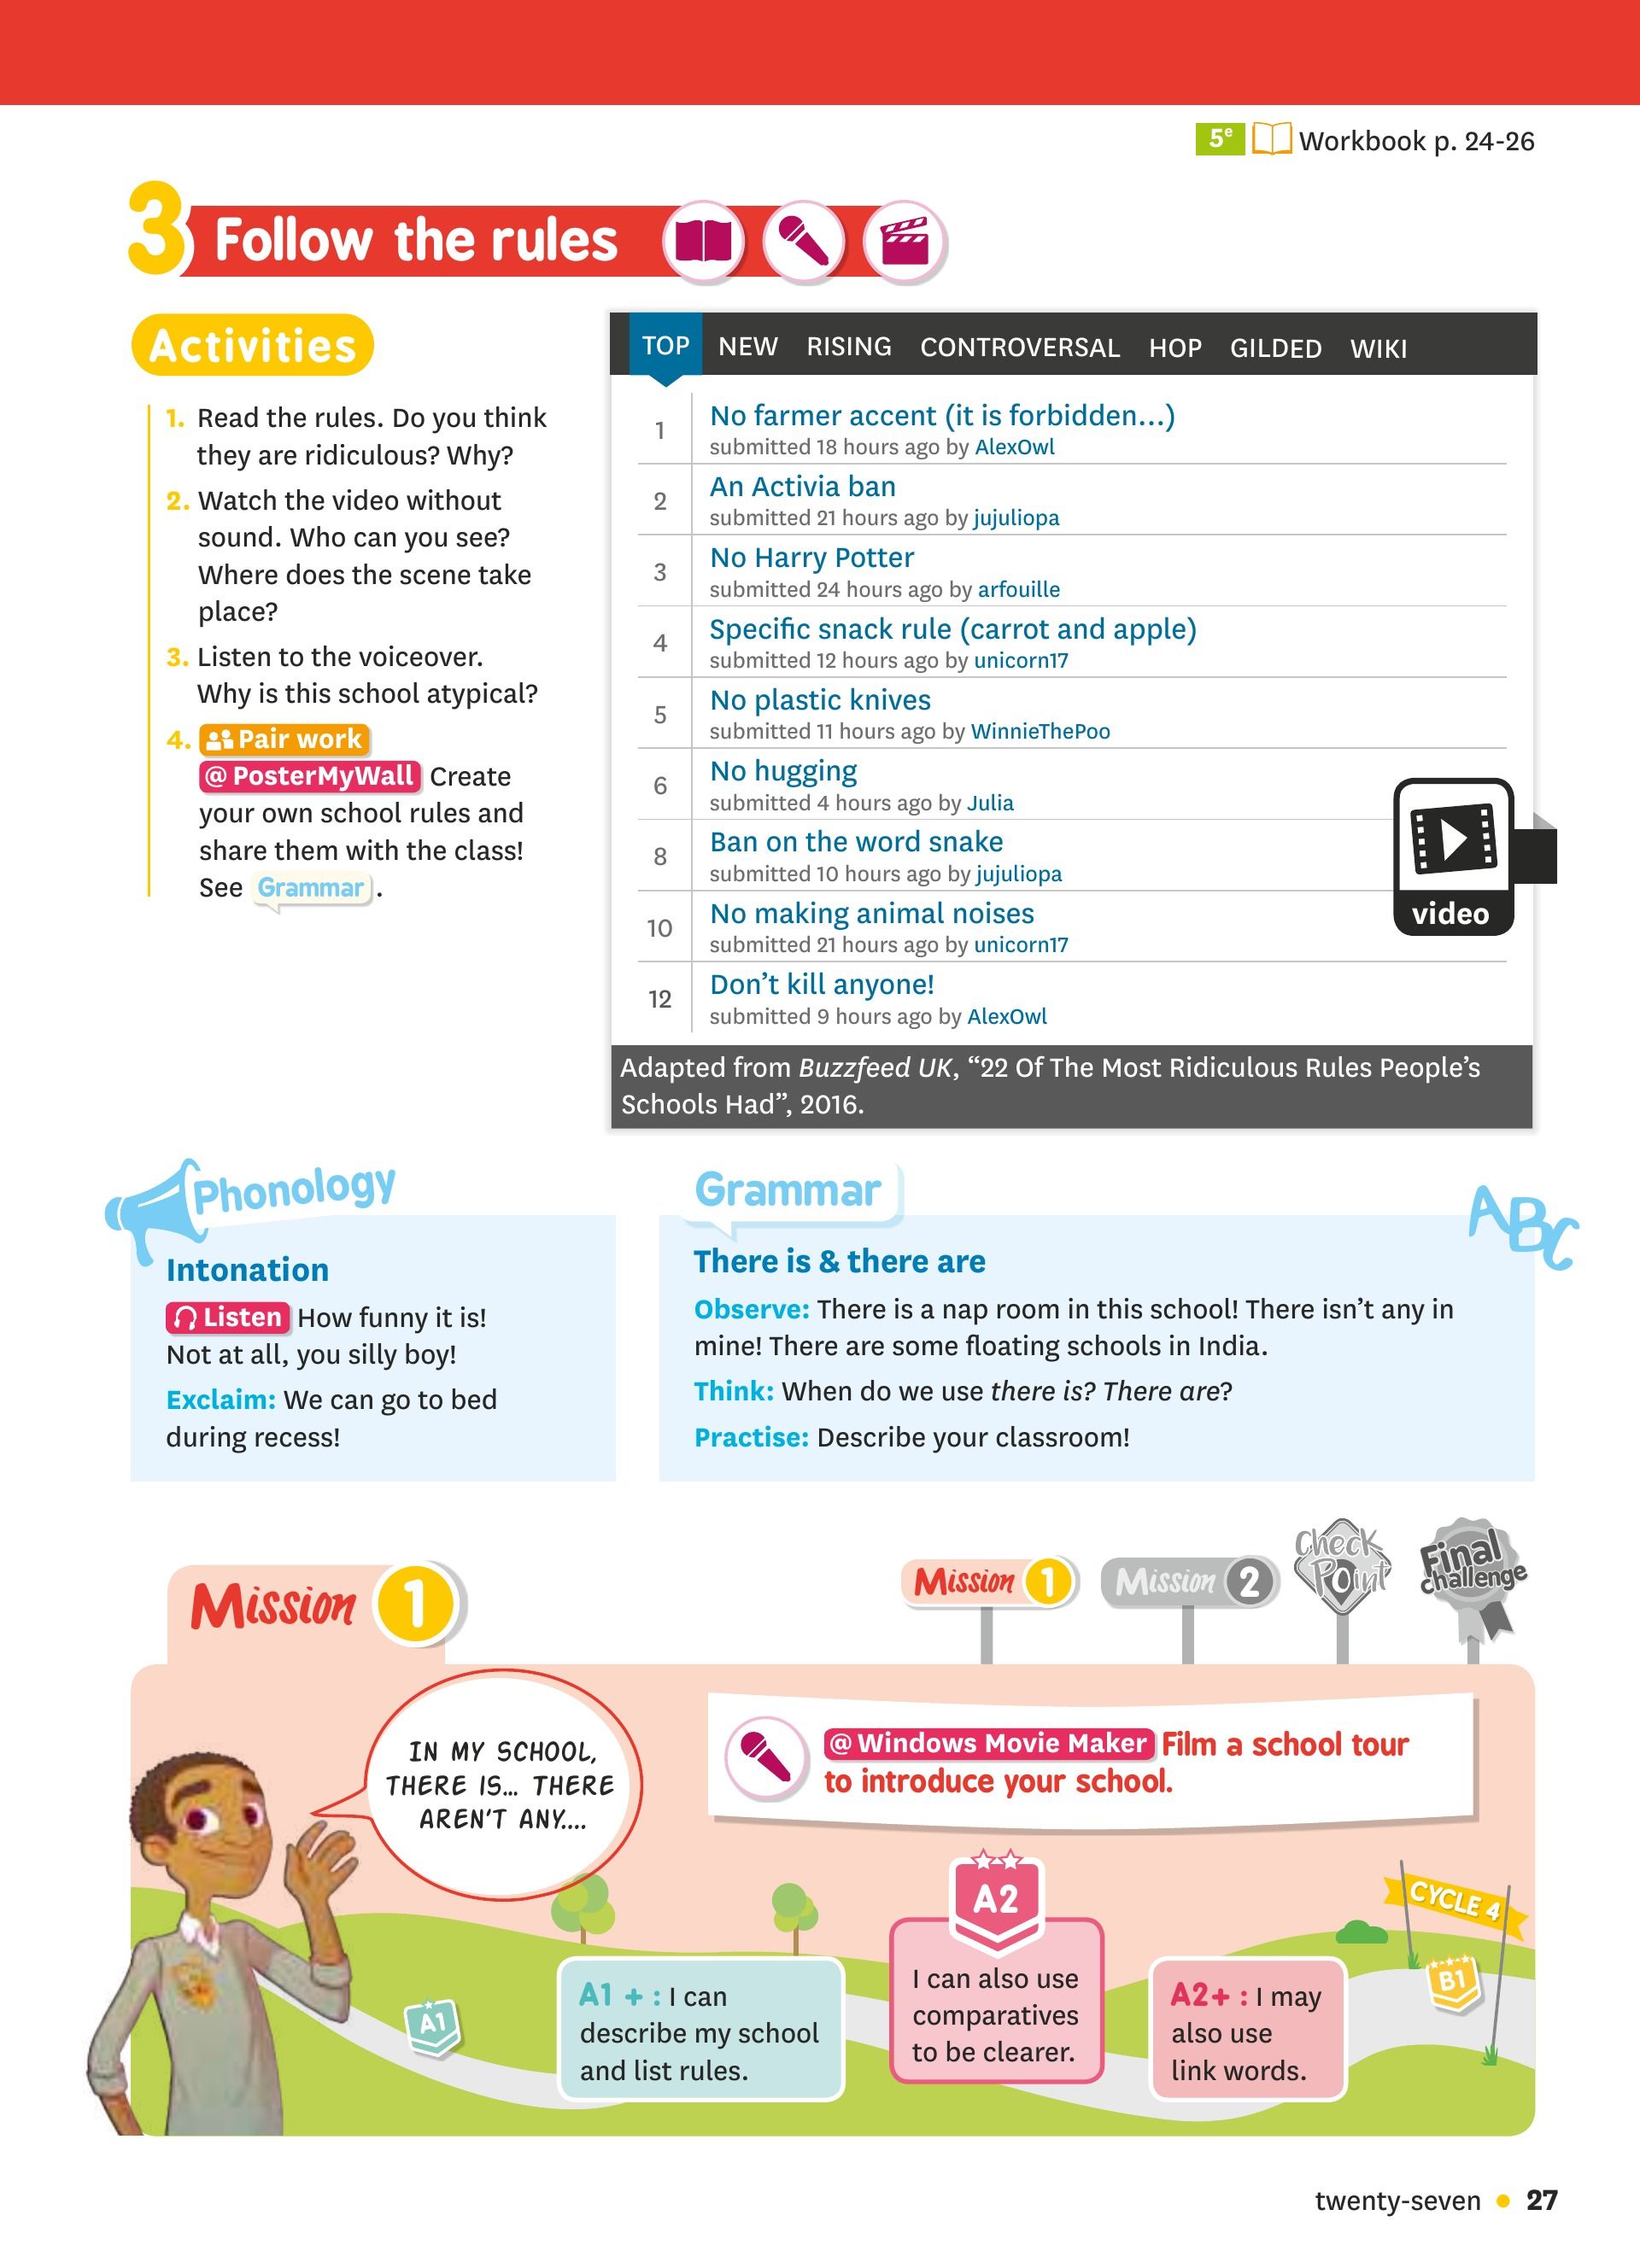 5e Workbook p. 24-26
3 Follow the rules
Activities
1. Read the rules. Do you think
they are ridiculous? Why?
2. Watch the video without
sound. Who can you see?
Where does the scene take
place?
3. Listen to the voiceover.
Why is this school atypical?
4. Pair work
@ PosterMyWall Create
your own school rules and
share them with the class!
See Grammar.
TOP NEW RISING CONTROVERSAL HOP GILDED WIKI
1 No farmer accent (it is forbidden...)
submitted 18 hours ago by AlexOwl
2 An Activia ban
submitted 21 hours ago by jujuliopa
3 No Harry Potter
submitted 24 hours ago by arfouille
4 Specific snack rule (carrot and apple)
submitted 12 hours ago by unicorn17
5 No plastic knives
submitted 11 hours ago by WinnieThePoo
6 No hugging
submitted 4 hours ago by Julia
8 Ban on the word snake
submitted 10 hours ago by jujuliopa
10 No making animal noises
submitted 21 hours ago by unicorn17
12 Don't kill anyone!
submitted 9 hours ago by AlexOwl
video
Adapted from Buzzfeed UK, "22 Of The Most Ridiculous Rules People's
Schools Had", 2016.
Phonology
Intonation
Listen How funny it is!
Not at all, you silly boy!
Exclaim: We can go to bed
during recess!
Grammar
ABC
There is & there are
Observe: There is a nap room in this school! There isn't any in
mine! There are some floating schools in India.
Think: When do we use there is? There are?
Practise: Describe your classroom!
Mission 1
Mission 1
Mission 2
Check Point
Final challenge
IN MY SCHOOL,
THERE IS... THERE
AREN'T ANY....
@ Windows Movie Maker Film a school tour
to introduce your school.
A1
A1 + : I can
describe my school
and list rules.
A2
I can also use
comparatives
to be clearer.
A2+ : I may
also use
link words.
CYCLE 4
B1
twenty-seven • 27